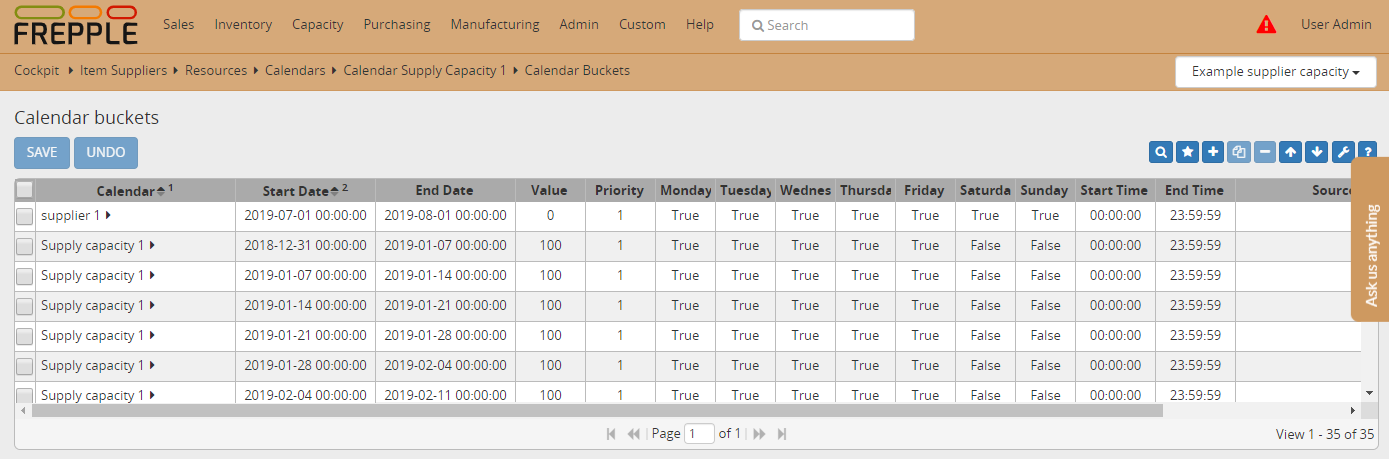 FREPPLE Sales Inventory Capacity Purchasing Manufacturing Admin Custom Help Search User Admin
Cockpit Item Suppliers Resources Calendars Calendar Supply Capacity 1 Calendar Buckets Example supplier capacity
Calendar buckets
SAVE UNDO
Calendar 1 Start Date 2 End Date Value Priority Monday Tuesday Wednes Thursda Friday Saturda Sunday Start Time End Time Source
supplier 1 2019-07-01 00:00:00 2019-08-01 00:00:00 0 1 True True True True True True True 00:00:00 23:59:59
Supply capacity 1 2018-12-31 00:00:00 2019-01-07 00:00:00 100 1 True True True True True False False 00:00:00 23:59:59
Supply capacity 1 2019-01-07 00:00:00 2019-01-14 00:00:00 100 1 True True True True True False False 00:00:00 23:59:59
Supply capacity 1 2019-01-14 00:00:00 2019-01-21 00:00:00 100 1 True True True True True False False 00:00:00 23:59:59
Supply capacity 1 2019-01-21 00:00:00 2019-01-28 00:00:00 100 1 True True True True True False False 00:00:00 23:59:59
Supply capacity 1 2019-01-28 00:00:00 2019-02-04 00:00:00 100 1 True True True True True False False 00:00:00 23:59:59
Supply capacity 1 2019-02-04 00:00:00 2019-02-11 00:00:00 100 1 True True True True True False False 00:00:00 23:59:59
Page 1 of 1 View 1 - 35 of 35
Ask us anything